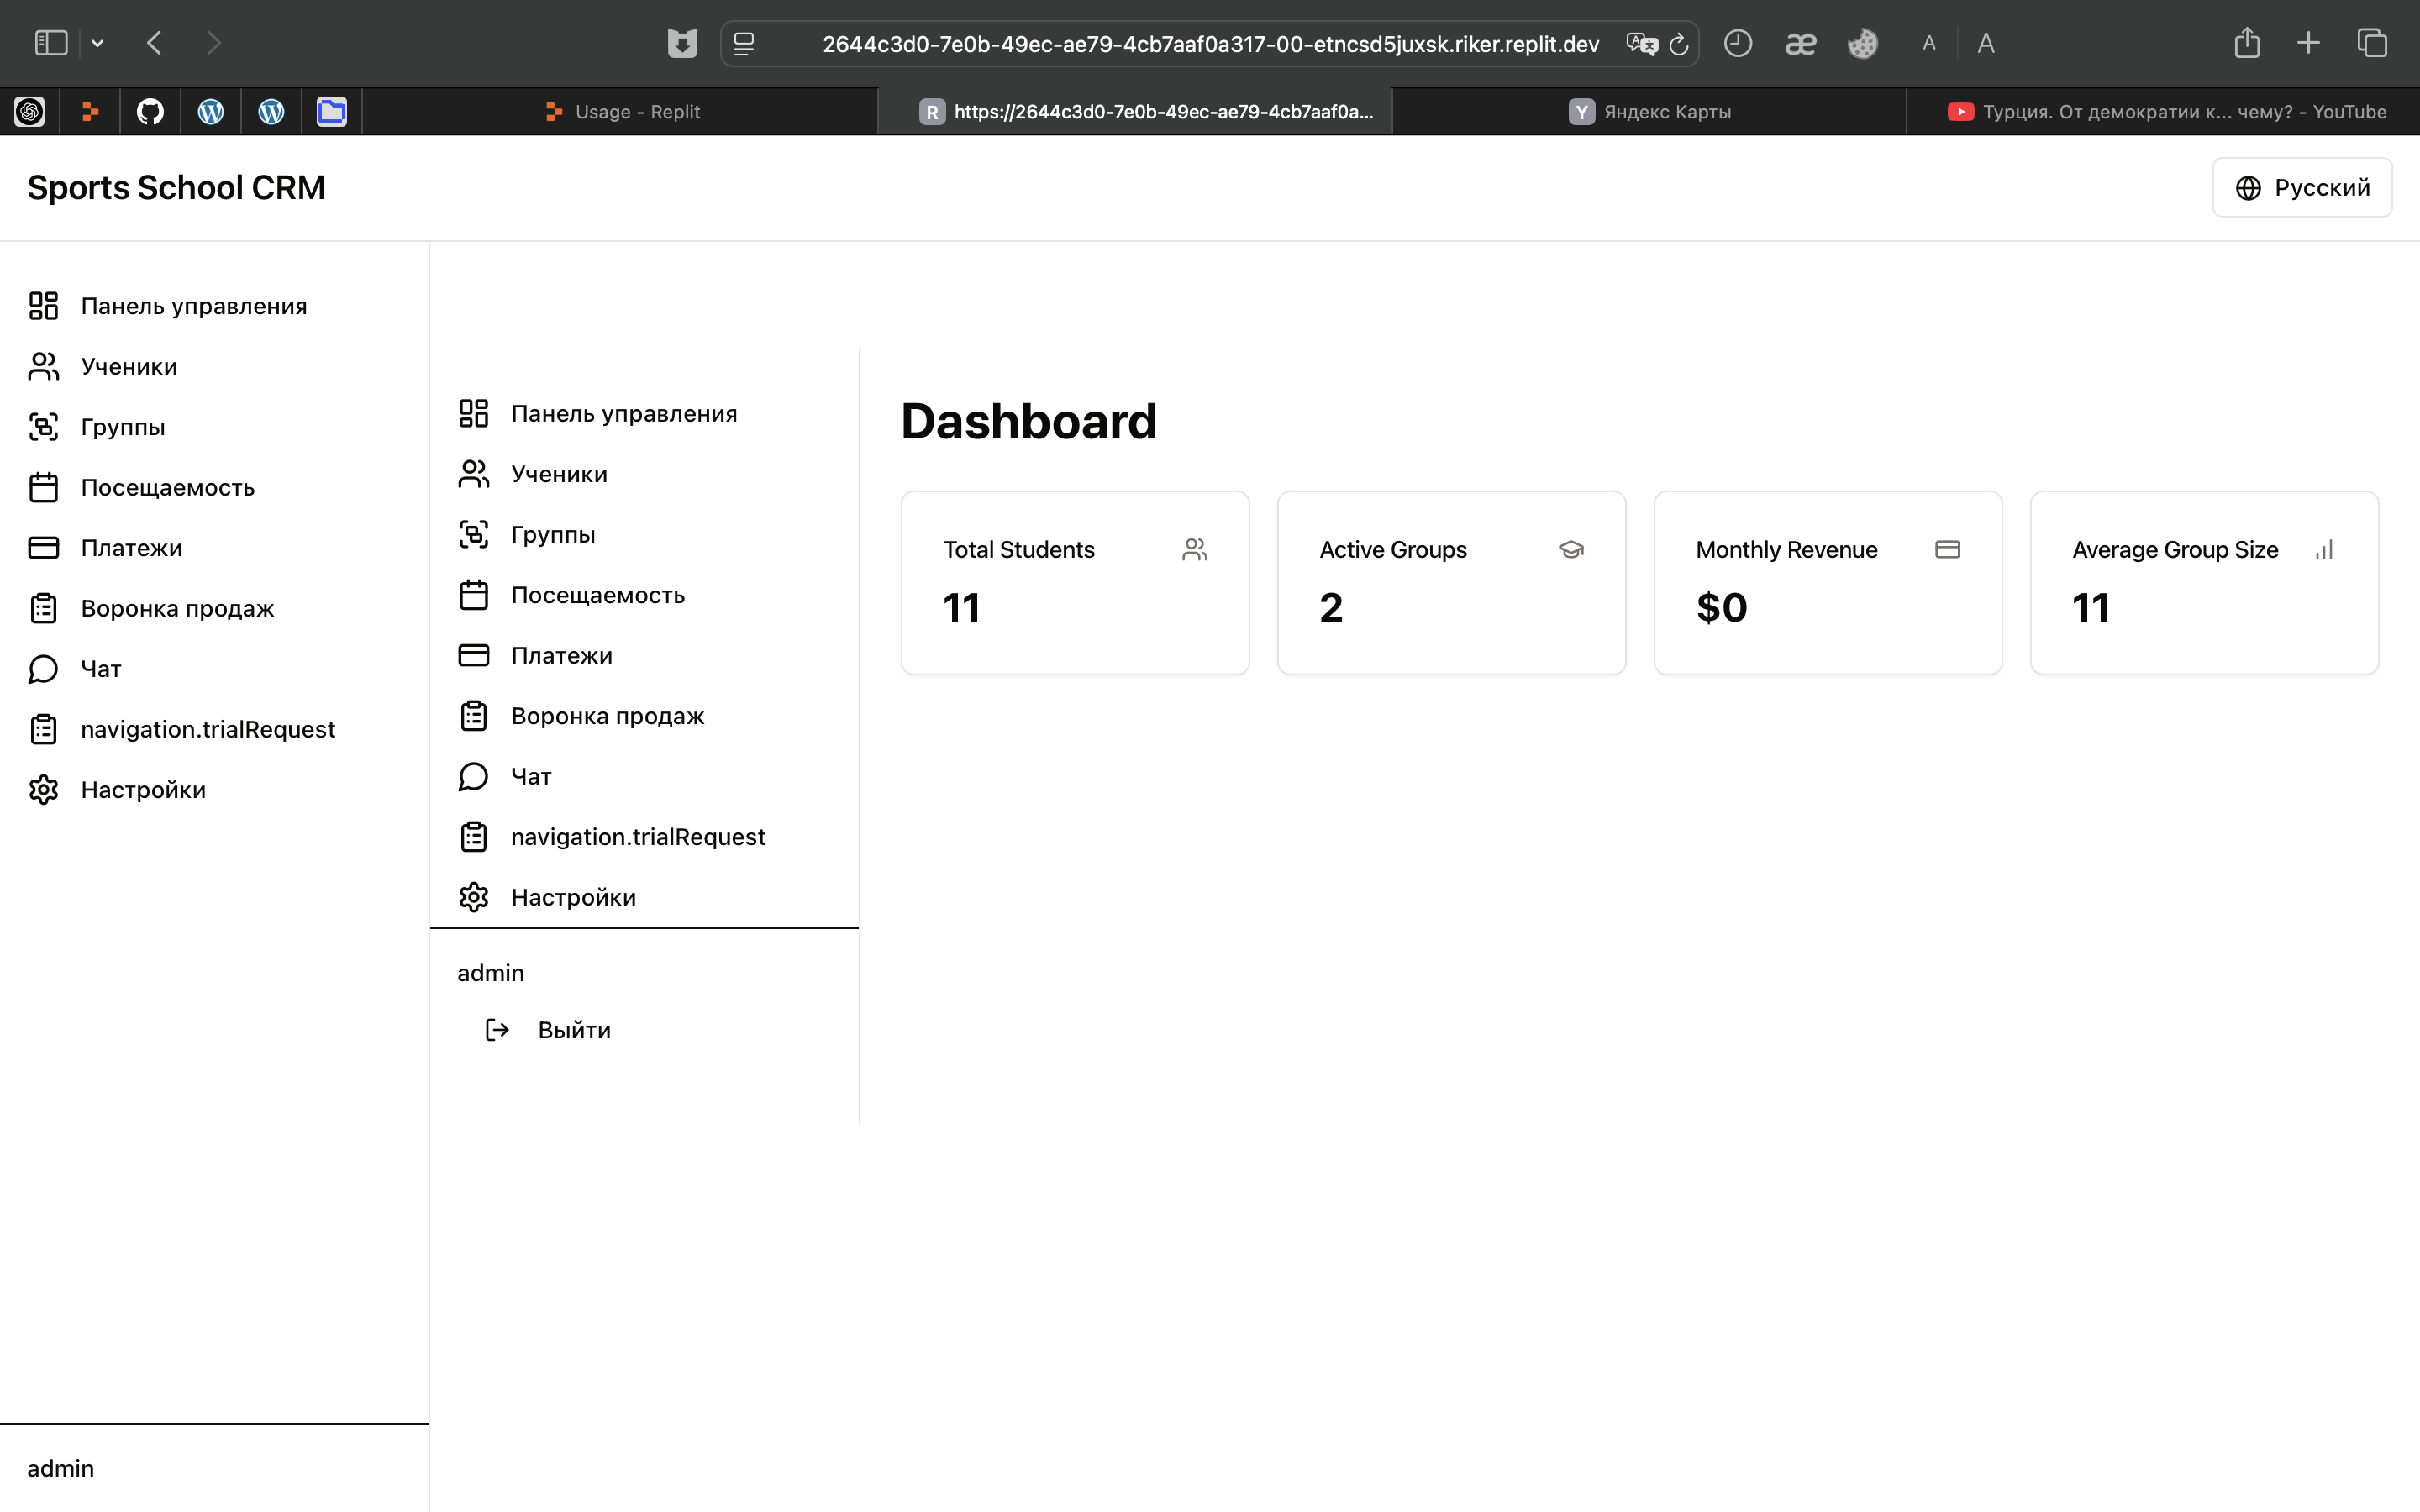 2644c3d0-7e0b-49ec-ae79-4cb7aaf0a317-00-etncsd5juxsk.riker.replit.dev
æ
A
A
Usage - Replit
R https://2644c3d0-7e0b-49ec-ae79-4cb7aaf0a...
Y Яндекс Карты
Турция. От демократии к... чему? - YouTube
Sports School CRM
Русский
Панель управления
Ученики
Группы
Посещаемость
Платежи
Воронка продаж
Чат
navigation.trialRequest
Настройки
admin
Панель управления
Ученики
Группы
Посещаемость
Платежи
Воронка продаж
Чат
navigation.trialRequest
Настройки
admin
Выйти
Dashboard
Total Students
11
Active Groups
2
Monthly Revenue
$0
Average Group Size
11